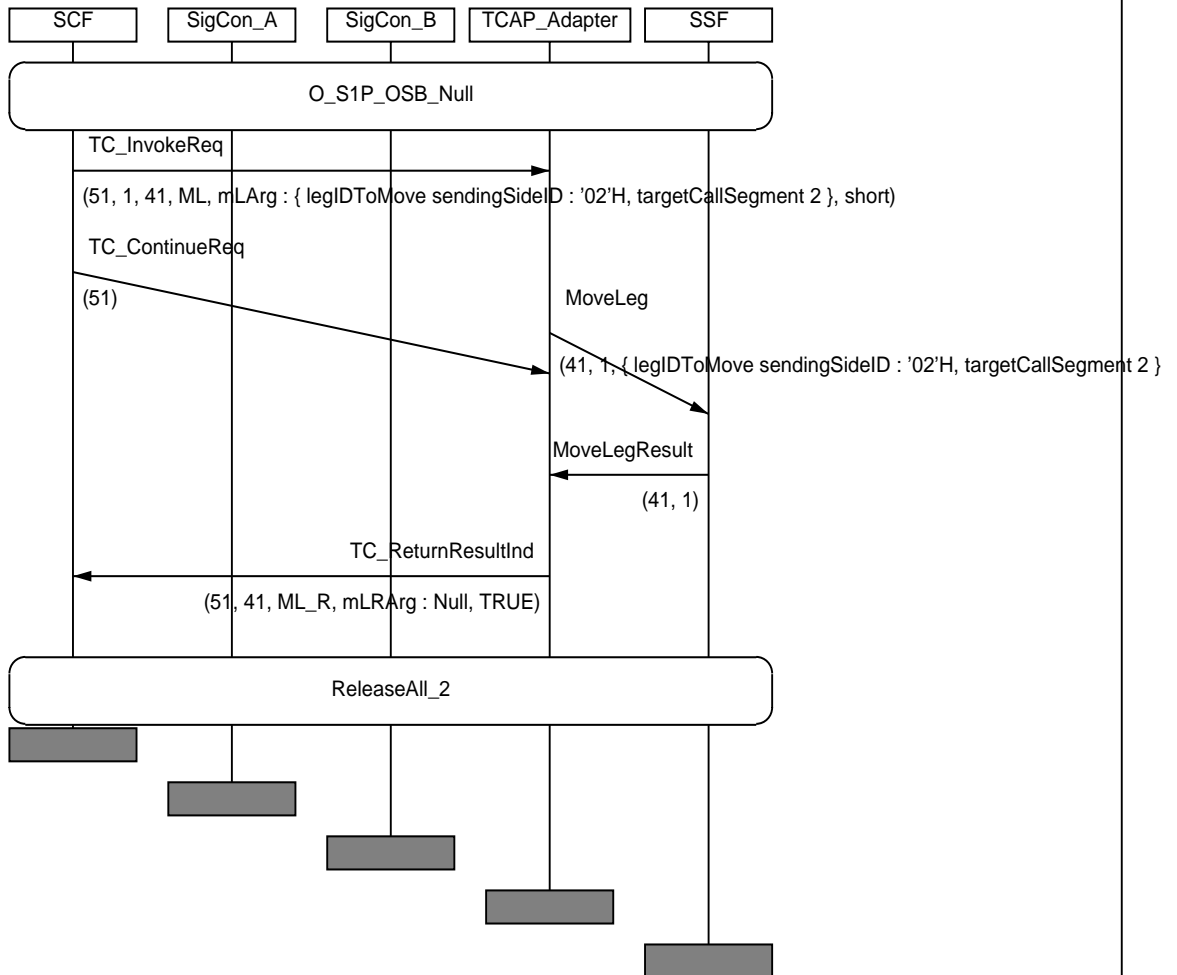 SCF SigCon_A SigCon_B TCAP_Adapter SSF
O_S1P_OSB_Null
TC_InvokeReq
(51, 1, 41, ML, mLArg : { legIDToMove sendingSideID : '02'H, targetCallSegment 2 }, short)
TC_ContinueReq
(51)
MoveLeg
(41, 1, { legIDToMove sendingSideID : '02'H, targetCallSegment 2 }
MoveLegResult
(41, 1)
TC_ReturnResultInd
(51, 41, ML_R, mLRArg : Null, TRUE)
ReleaseAll_2